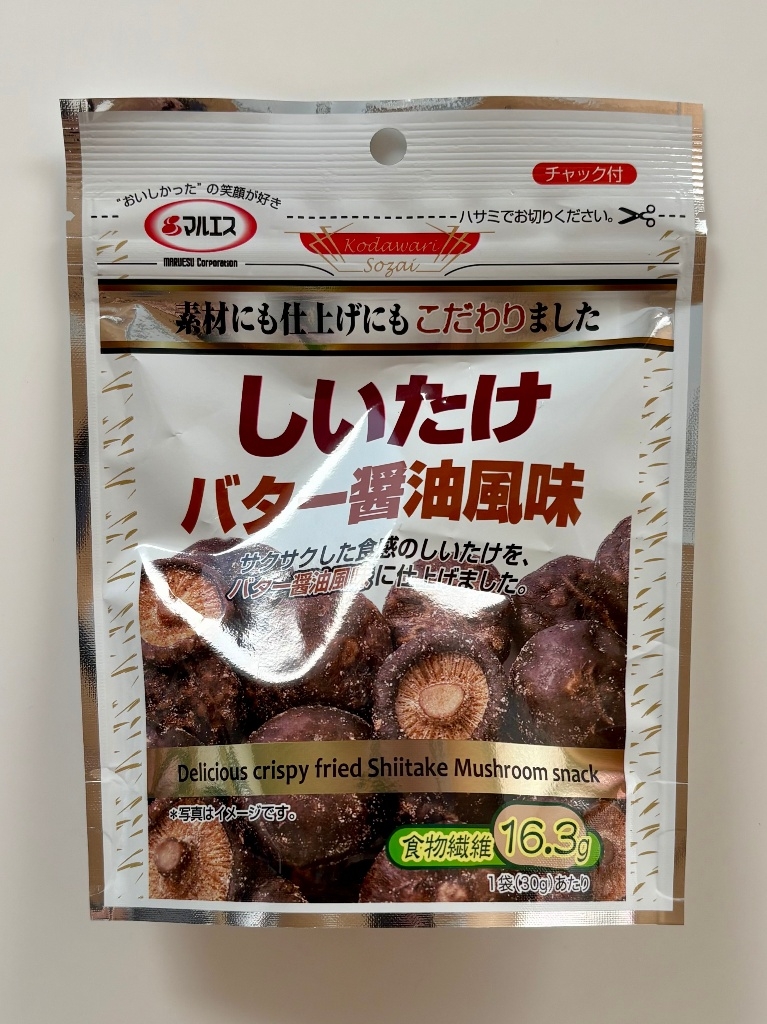 チャック付
"おいしかった"の笑顔が好き
マルエス
MARUESU Corporation
ハサミでお切りください。
Kodawari
Sozai
素材にも仕上げにもこだわりました
しいたけ
バター醤油風味
サクサクした食感のしいたけを、
バター醤油風味に仕上げました。
Delicious crispy fried Shiitake Mushroom snack
*写真はイメージです。
食物繊維 16.3g
1袋(30g)あたり